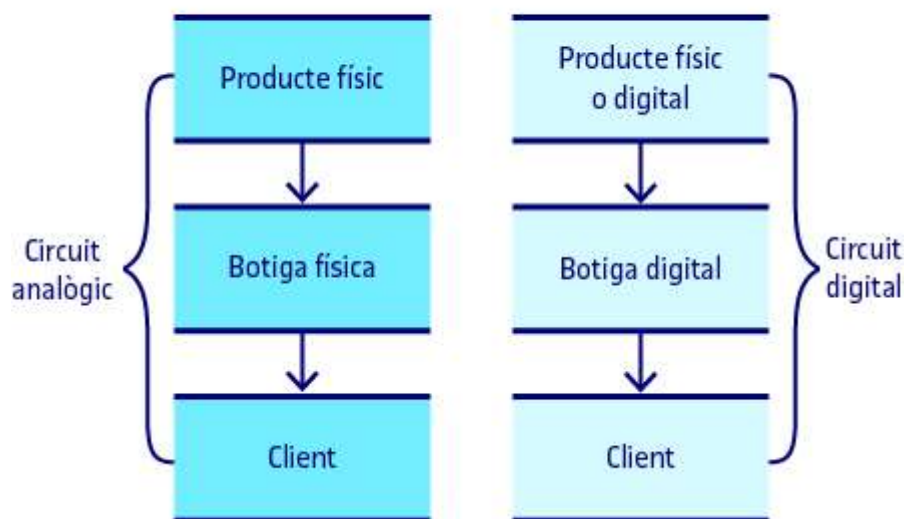 Producte físic
Producte físic
o digital
Circuit
analògic
Botiga física
Botiga digital
Circuit
digital
Client
Client